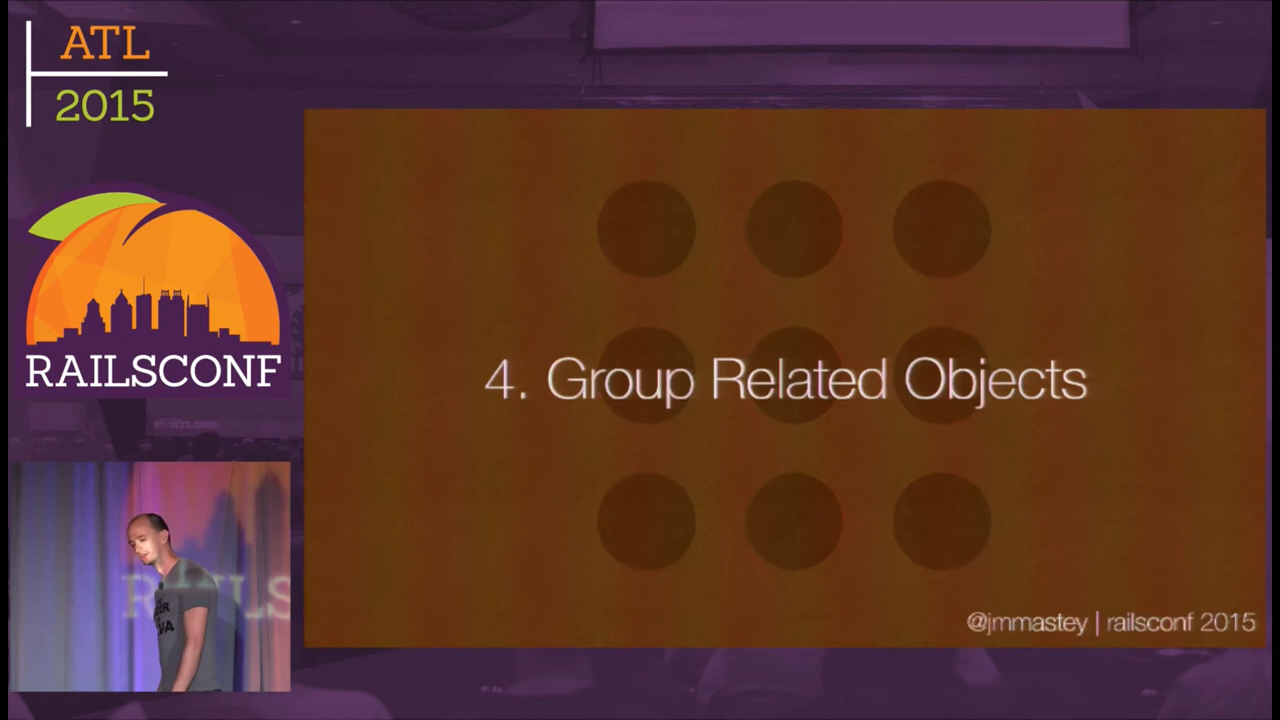 ATL
2015
RAILSCONF
4. Group Related Objects
@jmmastey | railsconf 2015